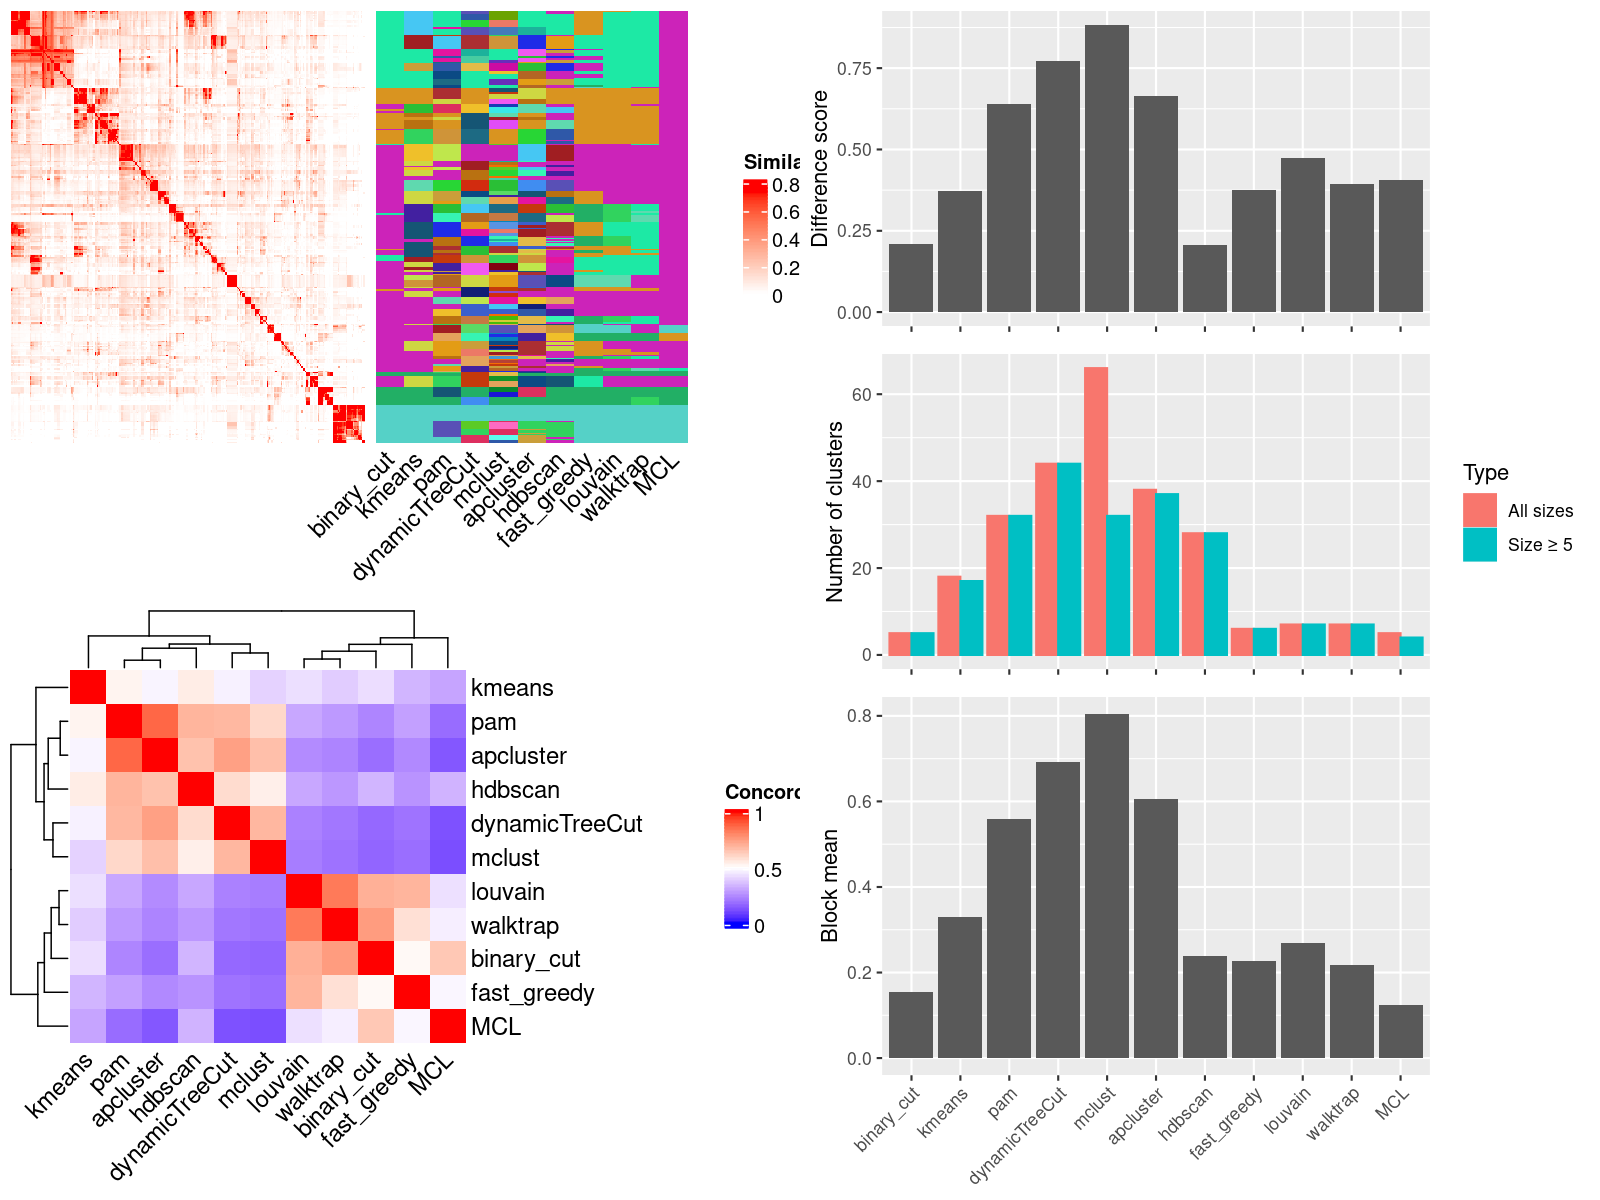 Simila
0.8
0.6
0.4
0.2
0
binary_cut
kmeans
pam
dynamicTreeCut
mclust
apcluster
hdbscan
fast_greedy
louvain
walktrap
MCL
Difference score
0.75
0.50
0.25
0.00
Number of clusters
60
40
20
0
Type
All sizes
Size ≥ 5
kmeans
pam
apcluster
hdbscan
dynamicTreeCut
mclust
louvain
walktrap
binary_cut
fast_greedy
MCL
kmeans
pam
apcluster
hdbscan
dynamicTreeCut
mclust
louvain
walktrap
binary_cut
fast_greedy
MCL
Concord
1
0.5
0
Block mean
0.8
0.6
0.4
0.2
0.0
binary_cut
kmeans
pam
dynamicTreeCut
mclust
apcluster
hdbscan
fast_greedy
louvain
walktrap
MCL